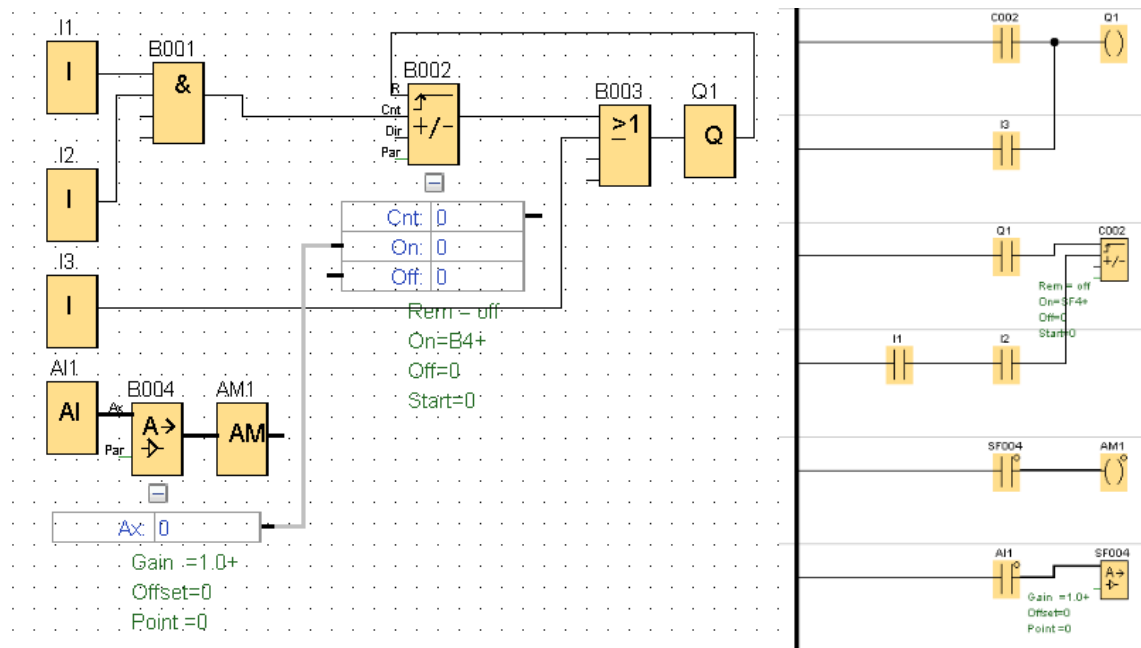 I1
I
B001
&
I2
I
I3
I
B002
R
Cnt
Dir
Par
+/-
B003
≥1
Q1
Q
Cnt: 0
On: 0
Off: 0
Rem = off
On=B4+
Off=0
Start=0
AI1
AI
B004
Ax
Par
A→
AM1
AM
Ax: 0
Gain =1.0+
Offset=0
Point =0
C002
Q1
I3
Q1
C002
+/-
Rem = off
On=SF4+
Off=0
Start=0
I1
I2
SF004
AM1
AI1
SF004
A→
Gain =1.0+
Offset=0
Point =0